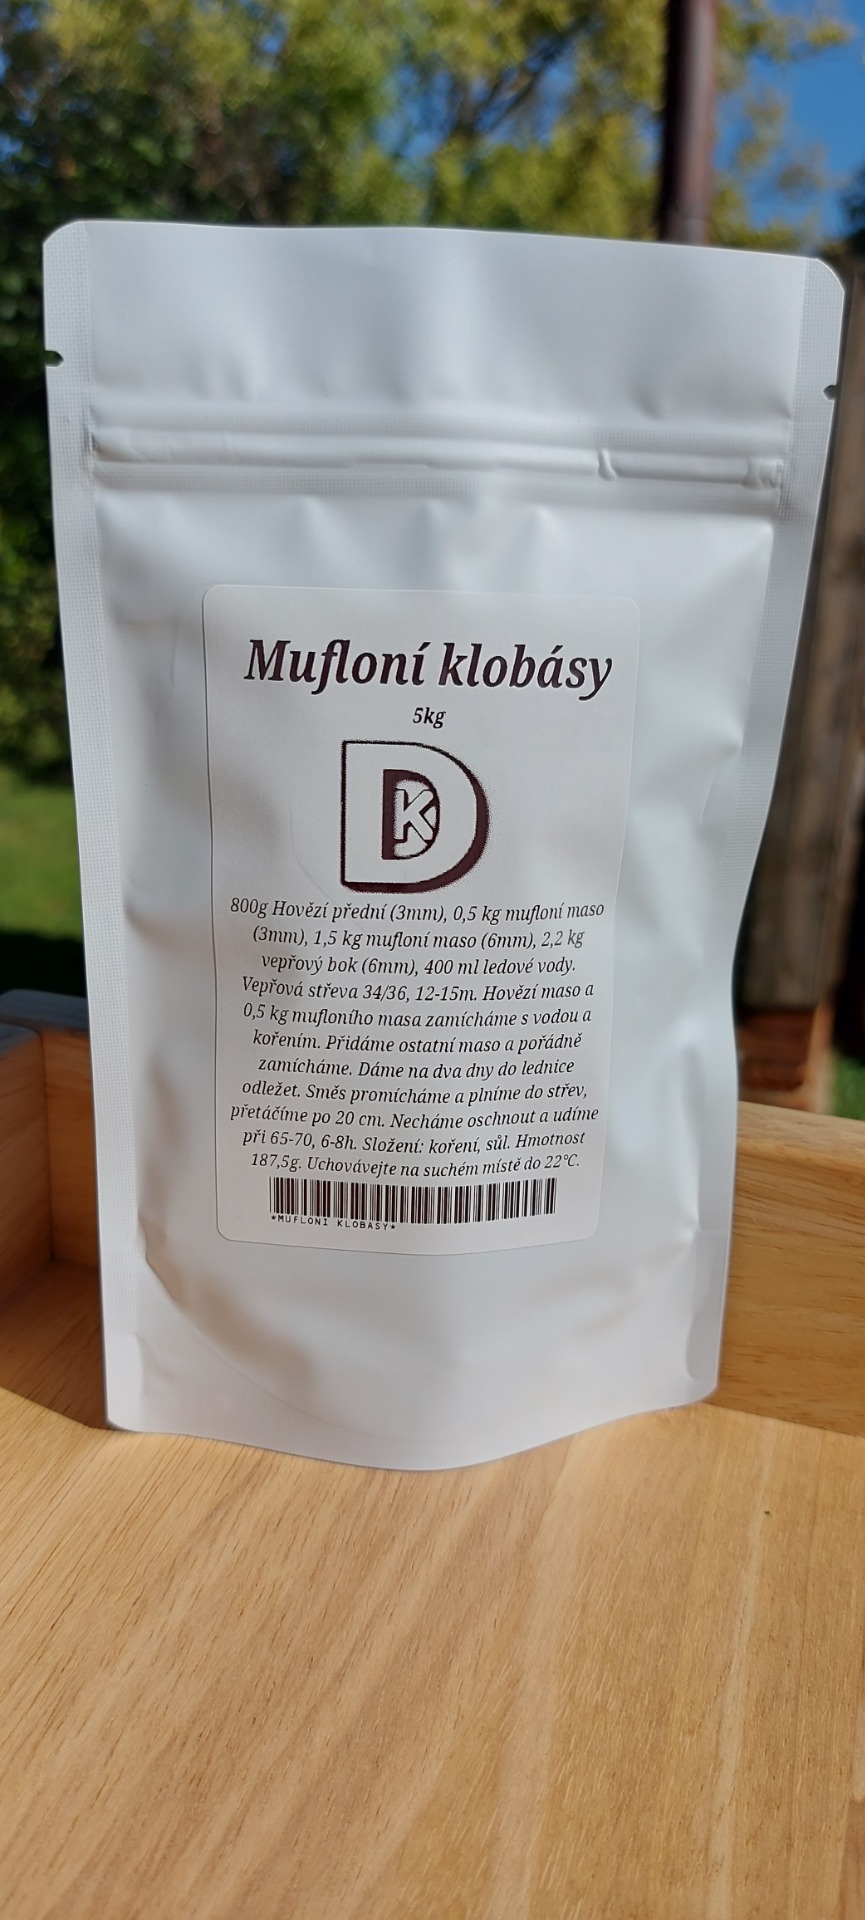 Mufloní klobásy
5kg
DK
800g Hovězí přední (3mm), 0,5 kg mufloní maso
(3mm), 1,5 kg mufloní maso (6mm), 2,2 kg
vepřový bok (6mm), 400 ml ledové vody.
Vepřová střeva 34/36, 12-15m. Hovězí maso a
0,5 kg mufloního masa zamícháme s vodou a
kořením. Přidáme ostatní maso a pořádně
zamícháme. Dáme na dva dny do lednice
odležet. Směs promícháme a plníme do střev,
přetáčíme po 20 cm. Necháme oschnout a udíme
při 65-70, 6-8h. Složení: koření, sůl. Hmotnost
187,5g. Uchovávejte na suchém místě do 22°C.
*MUFLONI KLOBASY*